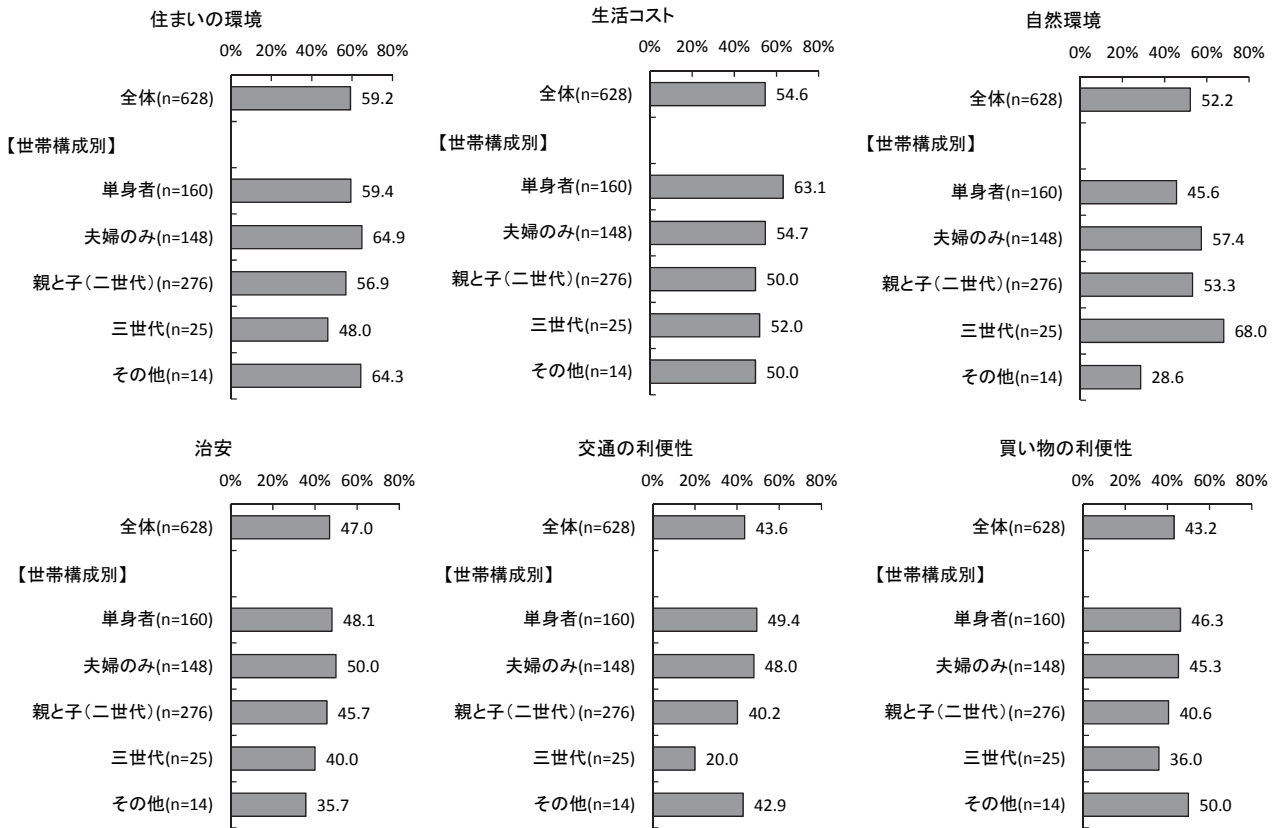 住まいの環境
0% 20% 40% 60% 80%
全体(n=628) 59.2
【世帯構成別】
単身者(n=160) 59.4
夫婦のみ(n=148) 64.9
親と子(二世代)(n=276) 56.9
三世代(n=25) 48.0
その他(n=14) 64.3
生活コスト
0% 20% 40% 60% 80%
全体(n=628) 54.6
【世帯構成別】
単身者(n=160) 63.1
夫婦のみ(n=148) 54.7
親と子(二世代)(n=276) 50.0
三世代(n=25) 52.0
その他(n=14) 50.0
自然環境
0% 20% 40% 60% 80%
全体(n=628) 52.2
【世帯構成別】
単身者(n=160) 45.6
夫婦のみ(n=148) 57.4
親と子(二世代)(n=276) 53.3
三世代(n=25) 68.0
その他(n=14) 28.6
治安
0% 20% 40% 60% 80%
全体(n=628) 47.0
【世帯構成別】
単身者(n=160) 48.1
夫婦のみ(n=148) 50.0
親と子(二世代)(n=276) 45.7
三世代(n=25) 40.0
その他(n=14) 35.7
交通の利便性
0% 20% 40% 60% 80%
全体(n=628) 43.6
【世帯構成別】
単身者(n=160) 49.4
夫婦のみ(n=148) 48.0
親と子(二世代)(n=276) 40.2
三世代(n=25) 20.0
その他(n=14) 42.9
買い物の利便性
0% 20% 40% 60% 80%
全体(n=628) 43.2
【世帯構成別】
単身者(n=160) 46.3
夫婦のみ(n=148) 45.3
親と子(二世代)(n=276) 40.6
三世代(n=25) 36.0
その他(n=14) 50.0